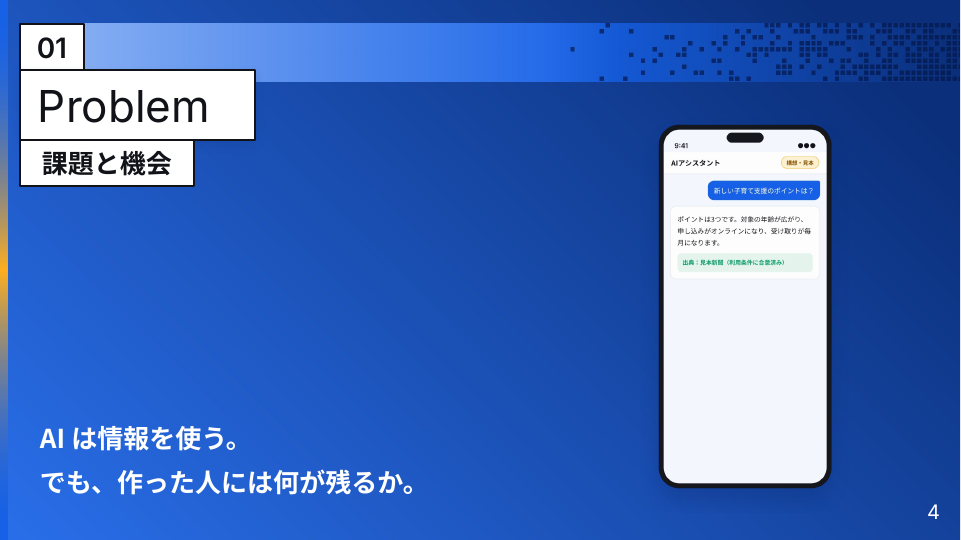 01
Problem
課題と機会
9:41
AIアシスタント
構想・見本
新しい子育て支援のポイントは？
ポイントは3つです。対象の年齢が広がり、
申し込みがオンラインになり、受け取りが毎
月になります。
出典：見本新聞（利用条件に合意済み）
AI は情報を使う。
でも、作った人には何が残るか。
4